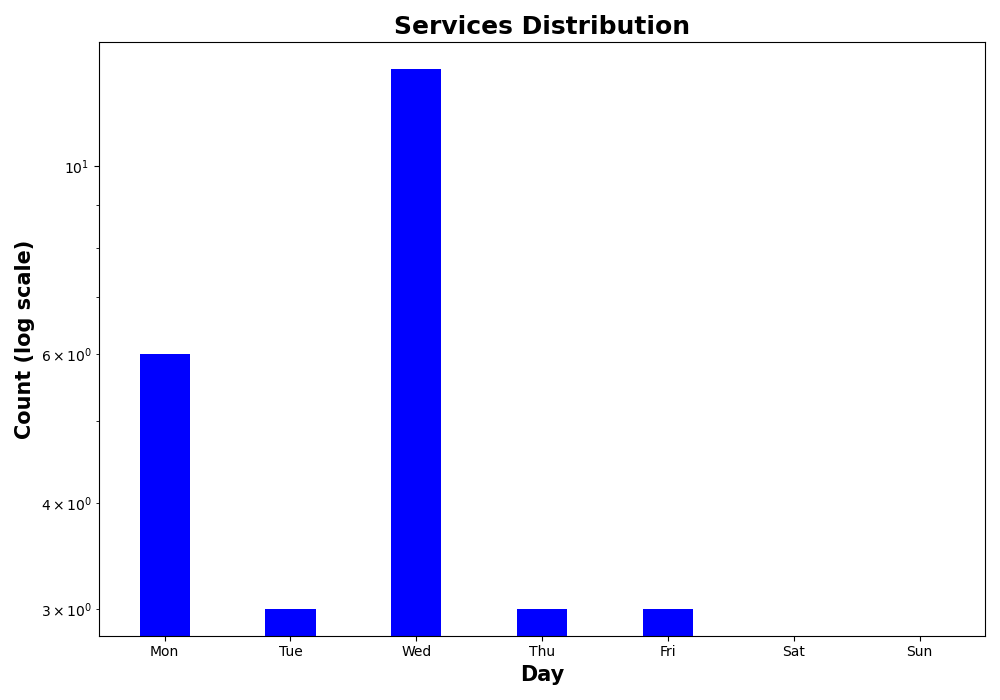 Services Distribution
Count (log scale)
10¹
6 × 10⁰
4 × 10⁰
3 × 10⁰
Mon Tue Wed Thu Fri Sat Sun
Day